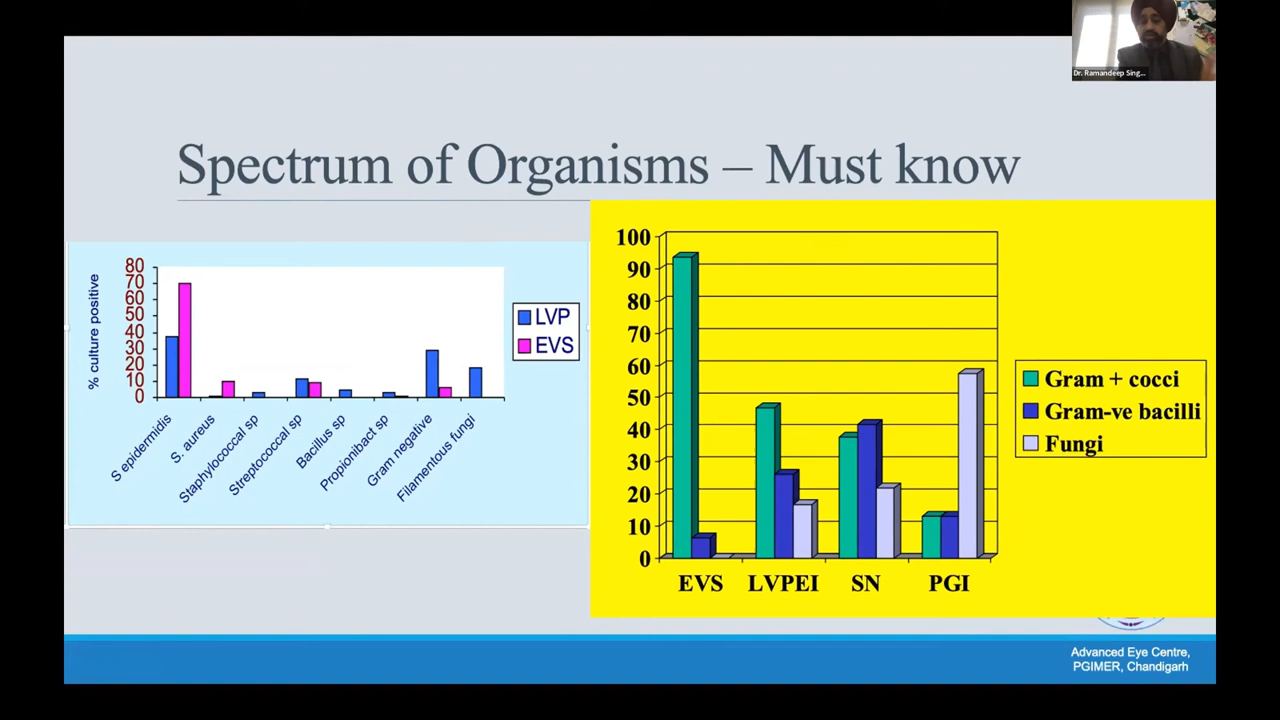 Dr. Ramandeep Sing...
Spectrum of Organisms – Must know
% culture positive
80
70
60
50
40
30
20
10
0
S epidermidis
S. aureus
Staphylococcal sp
Streptococcal sp
Bacillus sp
Propionibact sp
Gram negative
Filamentous fungi
LVP
EVS
100
90
80
70
60
50
40
30
20
10
0
EVS
LVPEI
SN
PGI
Gram + cocci
Gram-ve bacilli
Fungi
Advanced Eye Centre,
PGIMER, Chandigarh